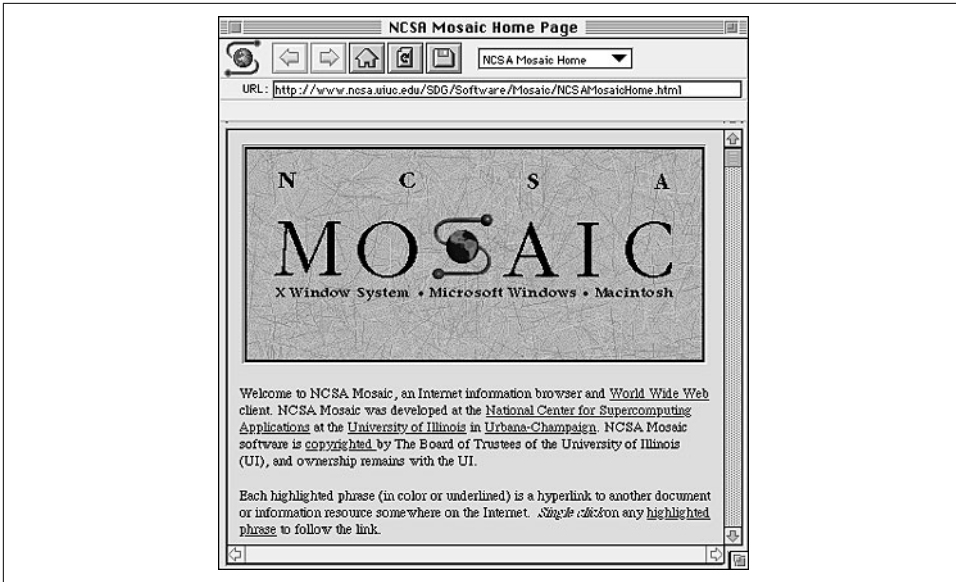 NCSA Mosaic Home Page
NCSA Mosaic Home
URL: http://www.ncsa.uiuc.edu/SDG/Software/Mosaic/NCSAMosaicHome.html
N C S A
MOSAIC
X Window System • Microsoft Windows • Macintosh
Welcome to NCSA Mosaic, an Internet information browser and World Wide Web
client. NCSA Mosaic was developed at the National Center for Supercomputing
Applications at the University of Illinois in Urbana-Champaign. NCSA Mosaic
software is copyrighted by The Board of Trustees of the University of Illinois
(UI), and ownership remains with the UI.
Each highlighted phrase (in color or underlined) is a hyperlink to another document
or information resource somewhere on the Internet. Single click on any highlighted
phrase to follow the link.